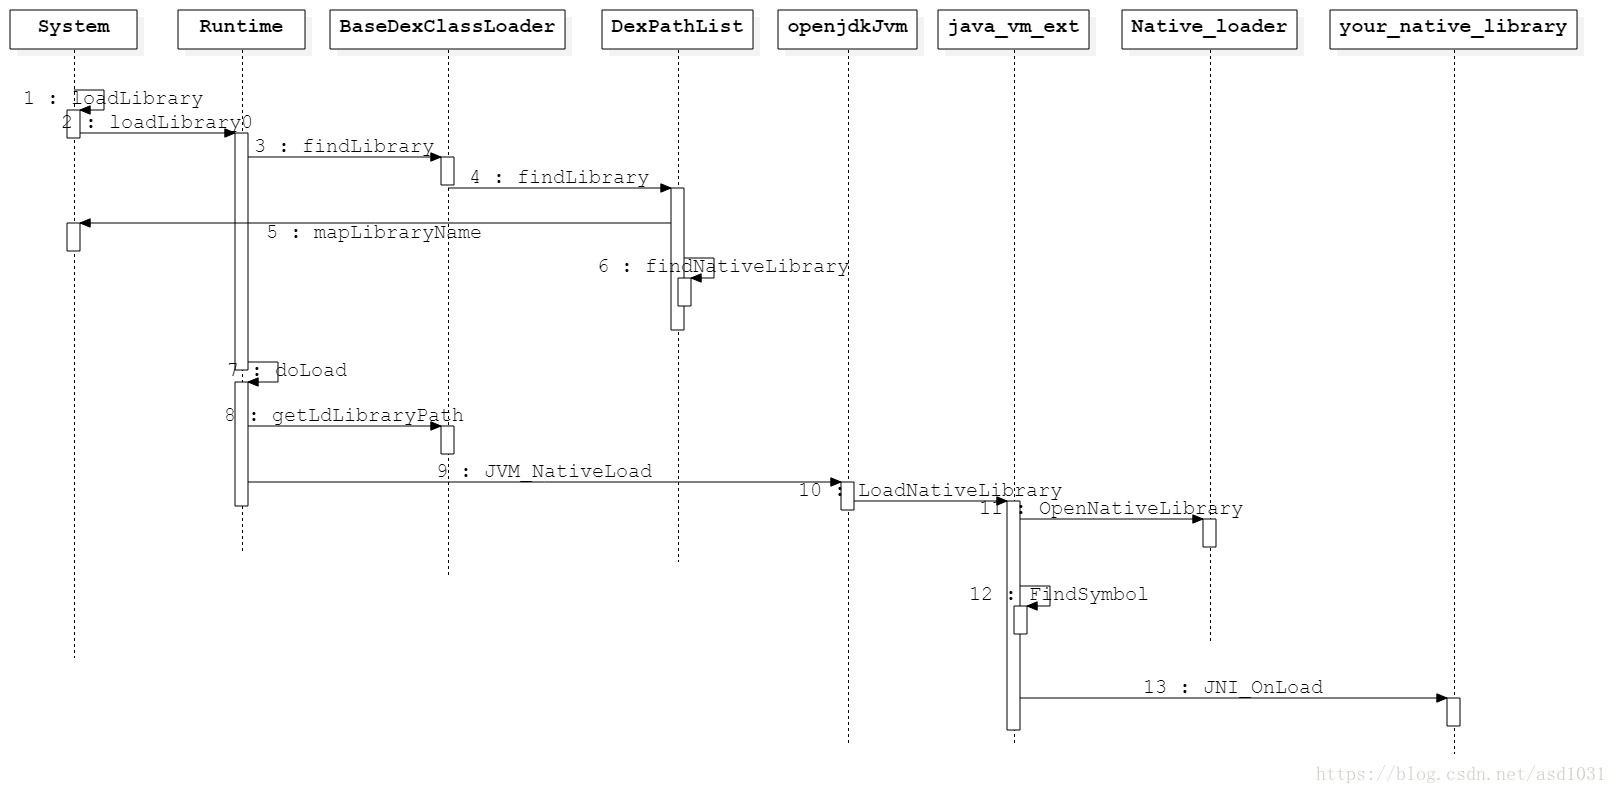 System
Runtime
BaseDexClassLoader
DexPathList
openjdkJvm
java_vm_ext
Native_loader
your_native_library
1 : loadLibrary
2 : loadLibrary0
3 : findLibrary
4 : findLibrary
5 : mapLibraryName
6 : findNativeLibrary
7 : doLoad
8 : getLdLibraryPath
9 : JVM_NativeLoad
10 : LoadNativeLibrary
11 : OpenNativeLibrary
12 : FindSymbol
13 : JNI_OnLoad
https://blog.csdn.net/asd1031